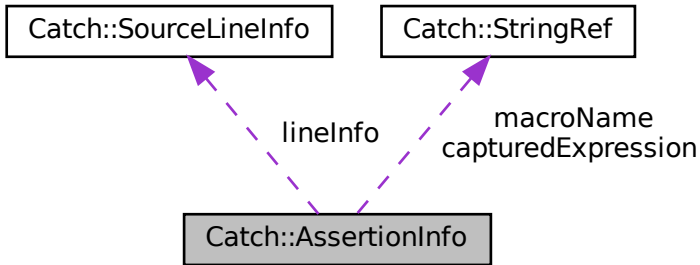 Catch::SourceLineInfo
Catch::StringRef
lineInfo
macroName
capturedExpression
Catch::AssertionInfo